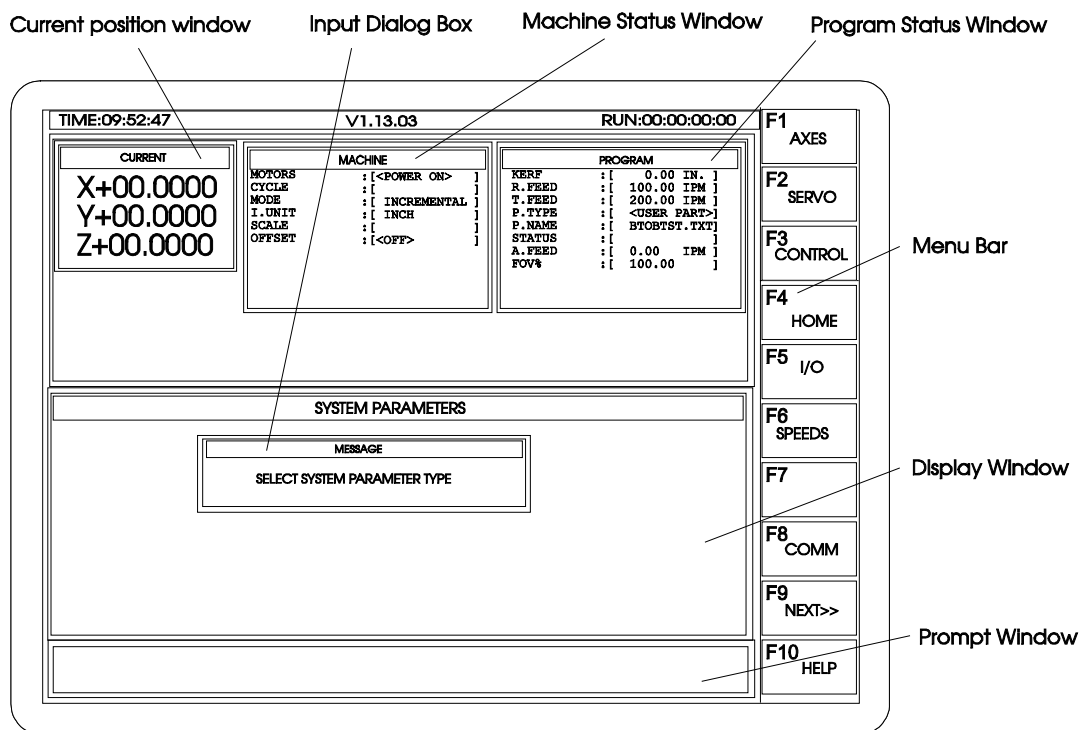 Current position window
Input Dialog Box
Machine Status Window
Program Status Window
TIME:09:52:47 V1.13.03 RUN:00:00:00:00
CURRENT
X+00.0000
Y+00.0000
Z+00.0000
MACHINE
MOTORS :[<POWER ON> ]
CYCLE :[ ]
MODE :[ INCREMENTAL ]
I.UNIT :[ INCH ]
SCALE :[ ]
OFFSET :[<OFF> ]
PROGRAM
KERF :[ 0.00 IN. ]
R.FEED :[ 100.00 IPM ]
T.FEED :[ 200.00 IPM ]
P.TYPE :[ <USER PART>]
P.NAME :[ BTOBTST.TXT]
STATUS :[ ]
A.FEED :[ 0.00 IPM ]
FOV% :[ 100.00 ]
F1 AXES
F2 SERVO
F3 CONTROL
F4 HOME
F5 I/O
F6 SPEEDS
F7
F8 COMM
F9 NEXT>>
F10 HELP
Menu Bar
SYSTEM PARAMETERS
MESSAGE
SELECT SYSTEM PARAMETER TYPE
Display Window
Prompt Window